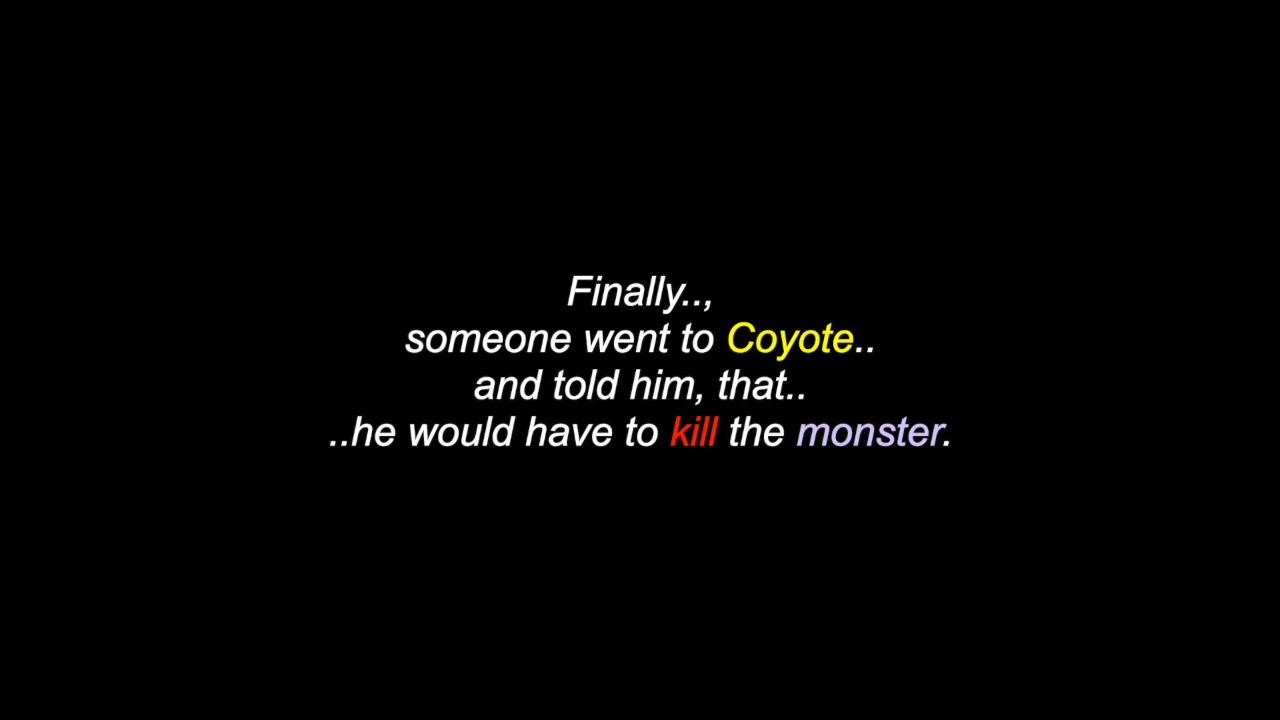 Finally..,
someone went to Coyote..
and told him, that..
..he would have to kill the monster.